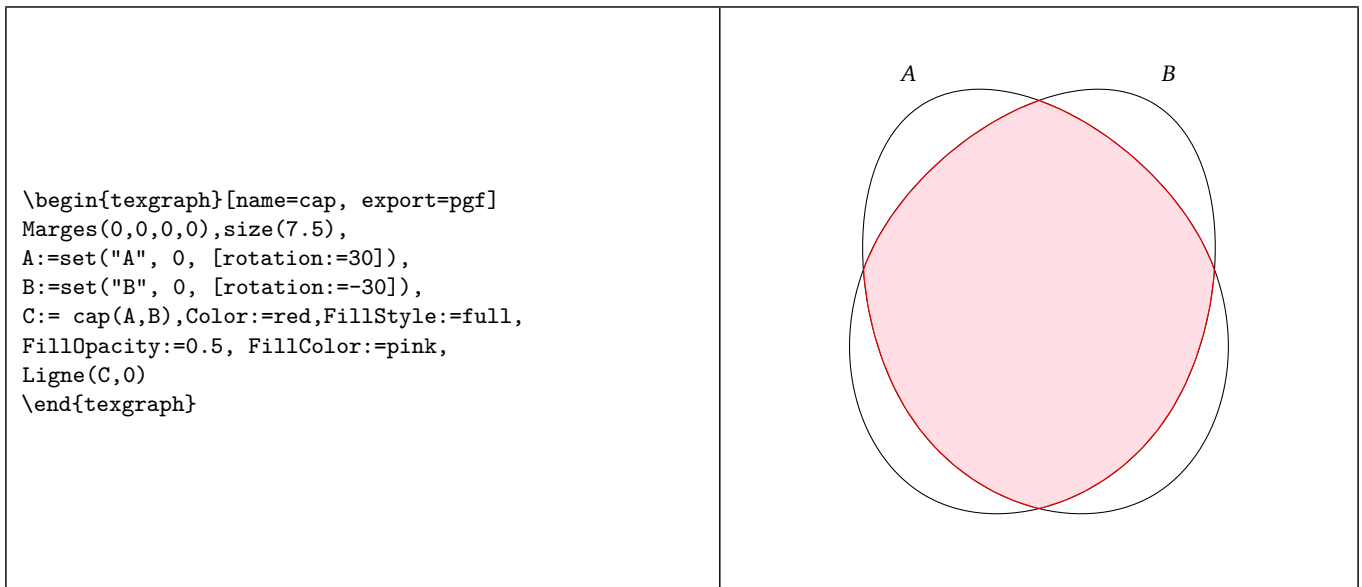 \begin{texgraph}[name=cap, export=pgf]
Marges(0,0,0,0),size(7.5),
A:=set("A", 0, [rotation:=30]),
B:=set("B", 0, [rotation:=-30]),
C:= cap(A,B),Color:=red,FillStyle:=full,
FillOpacity:=0.5, FillColor:=pink,
Ligne(C,0)
\end{texgraph}
A B